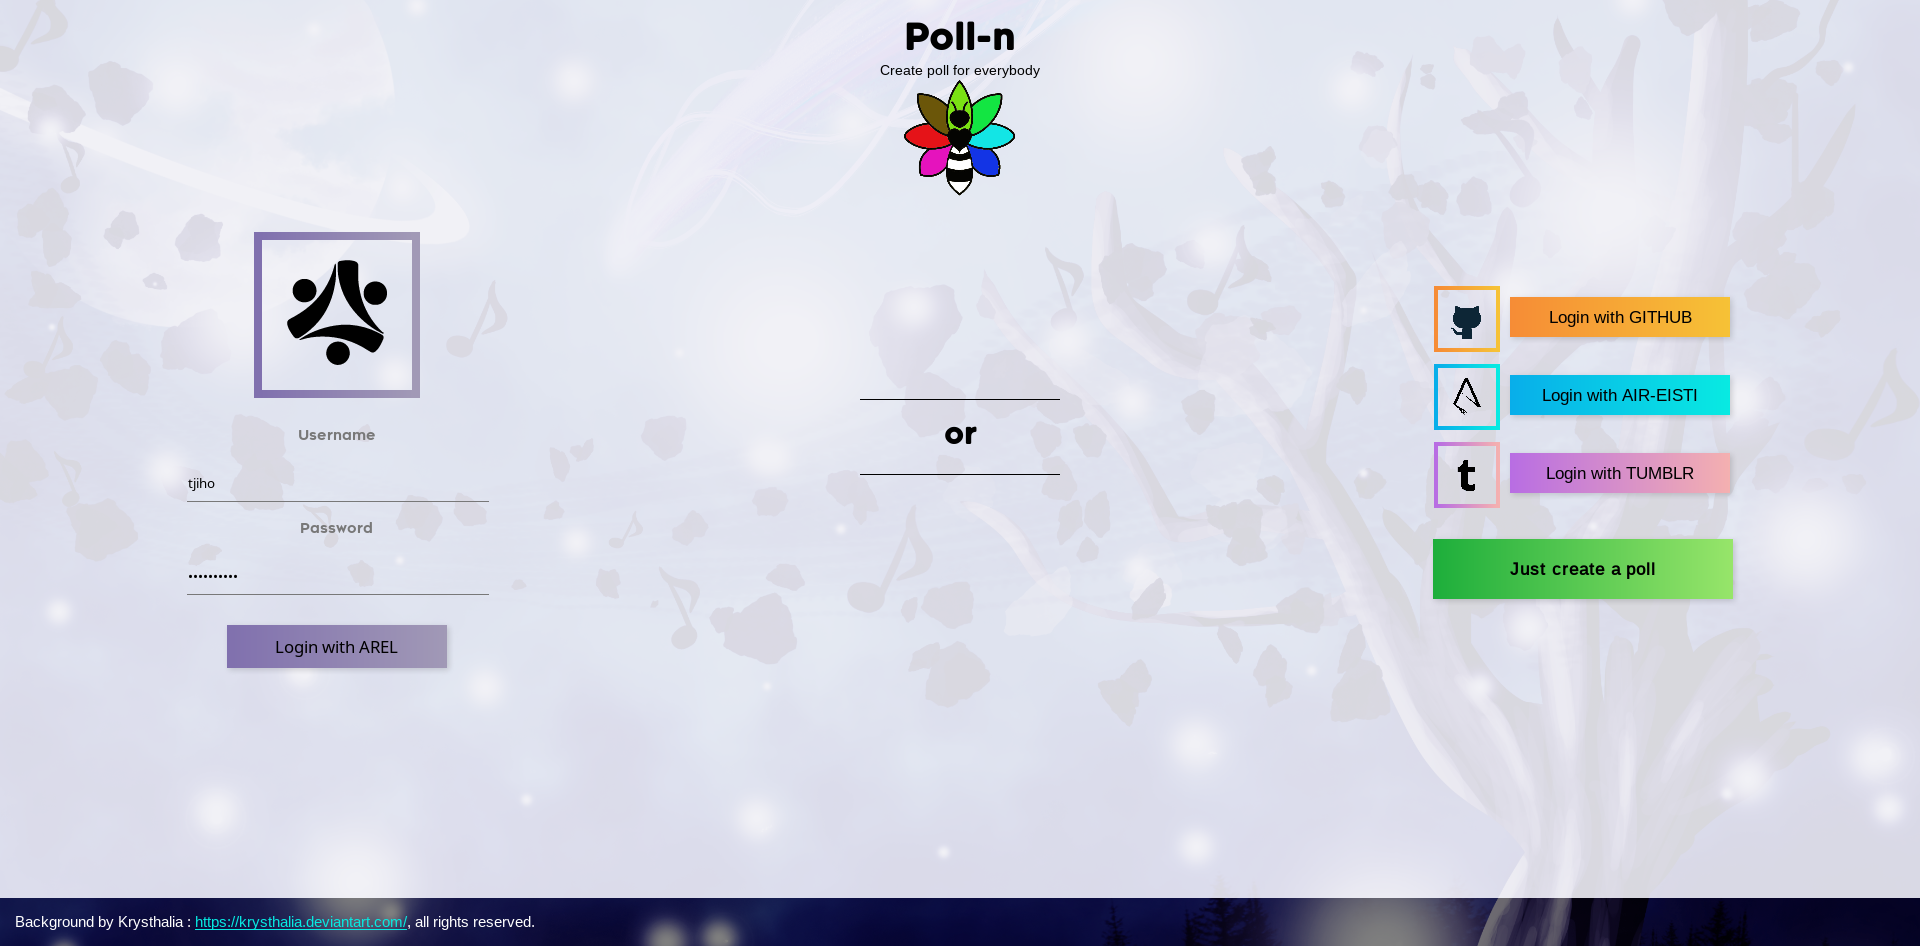 Poll-n
Create poll for everybody
Username
tjiho
Password
••••••••••
Login with AREL
or
Login with GITHUB
Login with AIR-EISTI
t
Login with TUMBLR
Just create a poll
Background by Krysthalia : https://krysthalia.deviantart.com/, all rights reserved.